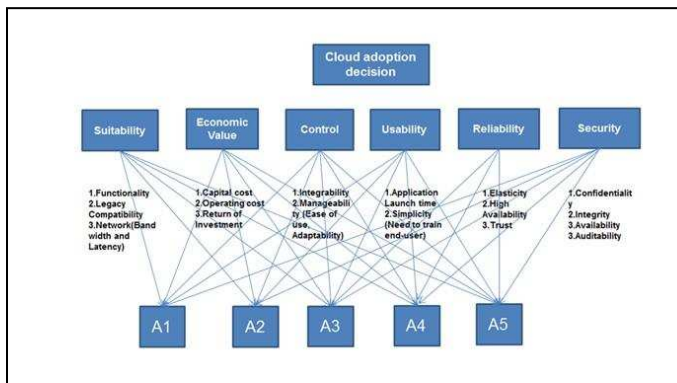 Cloud adoption
decision
Suitability
Economic
Value
Control
Usability
Reliability
Security
1.Functionality
2.Legacy
Compatibility
3.Network(Band
width and
Latency)
1.Capital cost
2.Operating cost
3.Return of
Investment
1.Integrability
2.Manageabili
ty (Ease of
use,
Adaptability)
1.Application
Launch time
2.Simplicity
(Need to train
end-user)
1.Elasticity
2.High
Availability
3.Trust
1.Confidentialit
y
2.Integrity
3.Availability
3.Auditability
A1
A2
A3
A4
A5